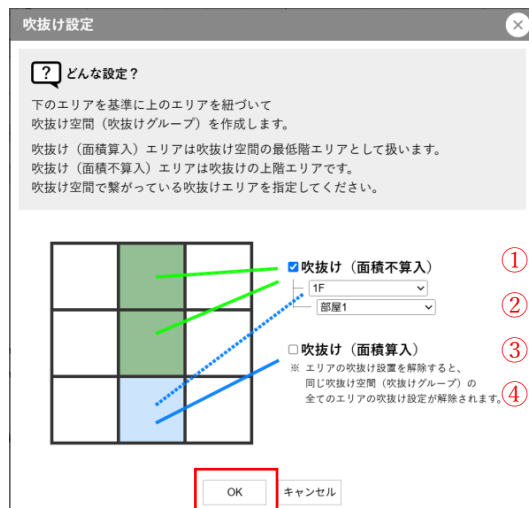 吹抜け設定
? どんな設定？
下のエリアを基準に上のエリアを紐づいて
吹抜け空間（吹抜けグループ）を作成します。
吹抜け（面積算入）エリアは吹抜け空間の最低階エリアとして扱います。
吹抜け（面積不算入）エリアは吹抜けの上階エリアです。
吹抜け空間で繋がっている吹抜けエリアを指定してください。
吹抜け（面積不算入） ①
1F
部屋1 ②
吹抜け（面積算入） ③
※ エリアの吹抜け設置を解除すると、
同じ吹抜け空間（吹抜けグループ）の
全てのエリアの吹抜け設定が解除されます。 ④
OK キャンセル